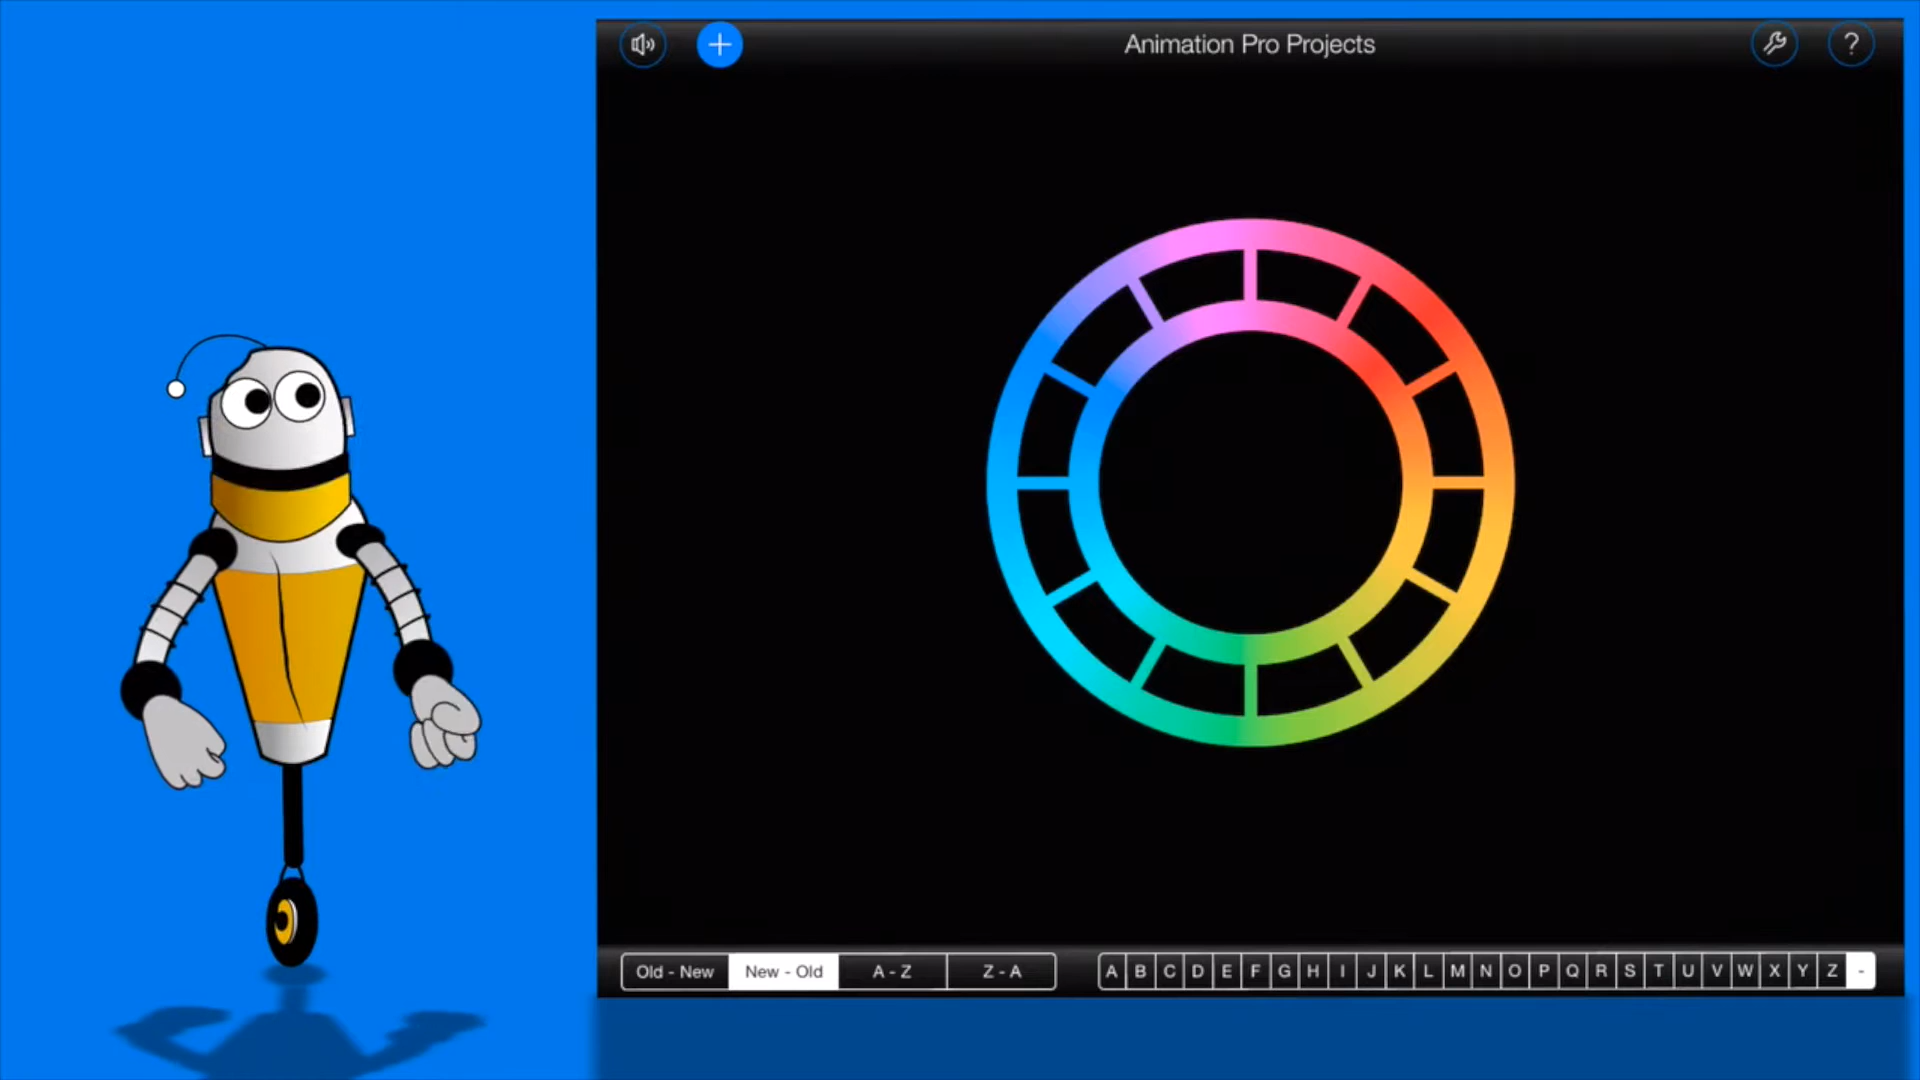 Animation Pro Projects
?
Old - New New - Old A - Z Z - A
A B C D E F G H I J K L M N O P Q R S T U V W X Y Z -